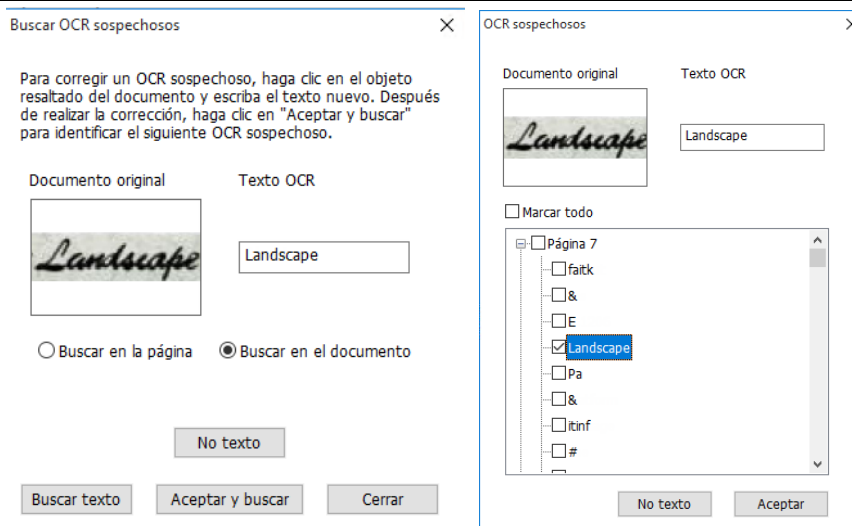 Buscar OCR sospechosos
Para corregir un OCR sospechoso, haga clic en el objeto
resaltado del documento y escriba el texto nuevo. Después
de realizar la corrección, haga clic en "Aceptar y buscar"
para identificar el siguiente OCR sospechoso.
Documento original
Texto OCR
Landscape
Landscape
Buscar en la página
Buscar en el documento
No texto
Buscar texto
Aceptar y buscar
Cerrar
OCR sospechosos
Documento original
Texto OCR
Landscape
Landscape
Marcar todo
Página 7
faitk
&
E
Landscape
Pa
&
itinf
#
No texto
Aceptar